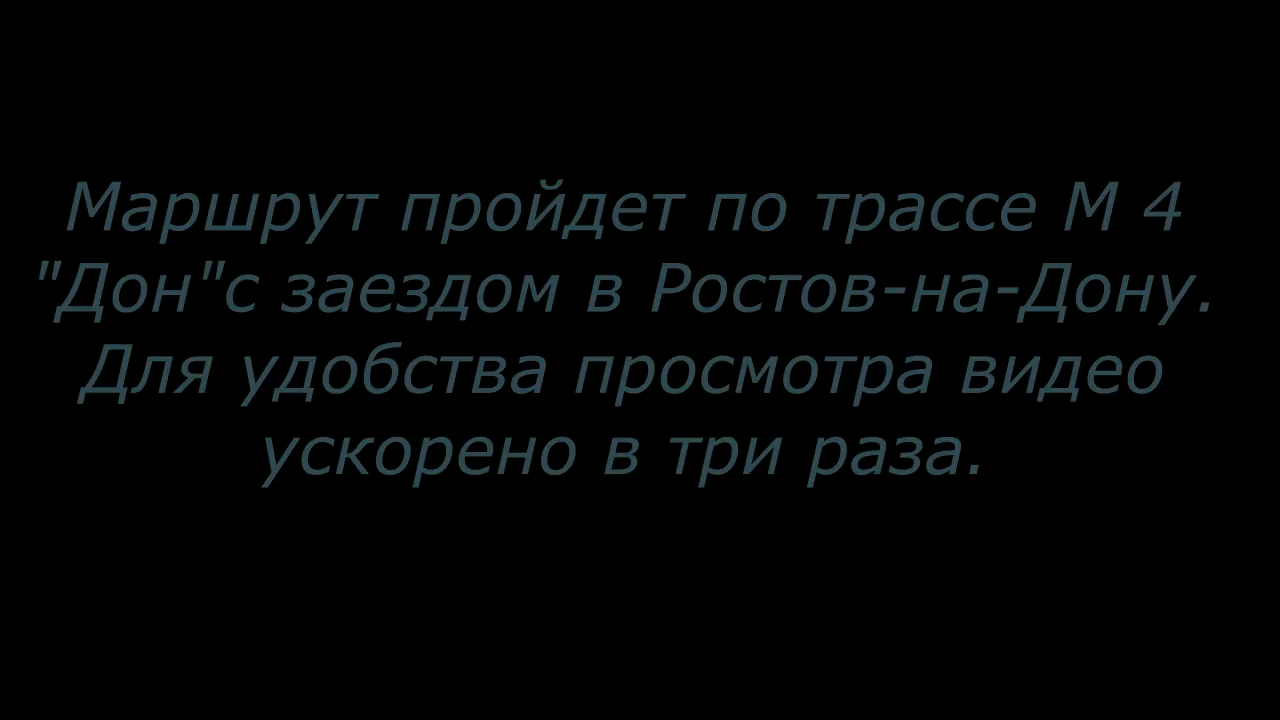 Маршрут пройдет по трассе М 4
"Дон"с заездом в Ростов-на-Дону.
Для удобства просмотра видео
ускорено в три раза.